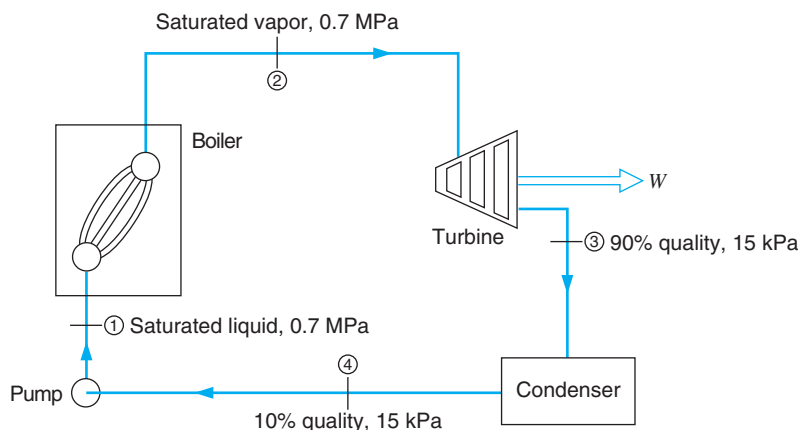 Saturated vapor, 0.7 MPa
②
Boiler
W
Turbine
③ 90% quality, 15 kPa
① Saturated liquid, 0.7 MPa
④
Condenser
Pump
10% quality, 15 kPa